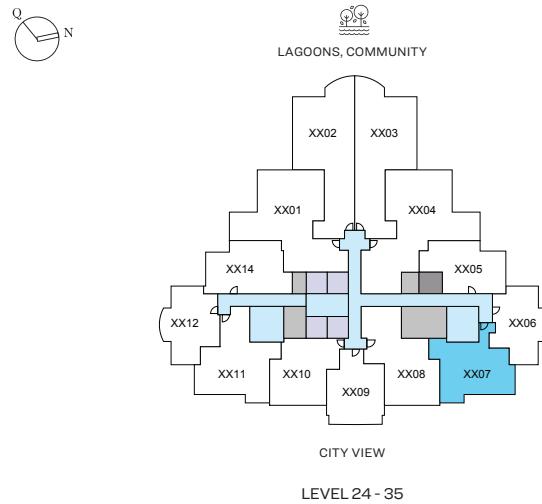 Q
N
LAGOONS, COMMUNITY
XX02
XX03
XX01
XX04
XX14
XX05
XX12
XX06
XX11
XX10
XX09
XX08
XX07
CITY VIEW
LEVEL 24 - 35